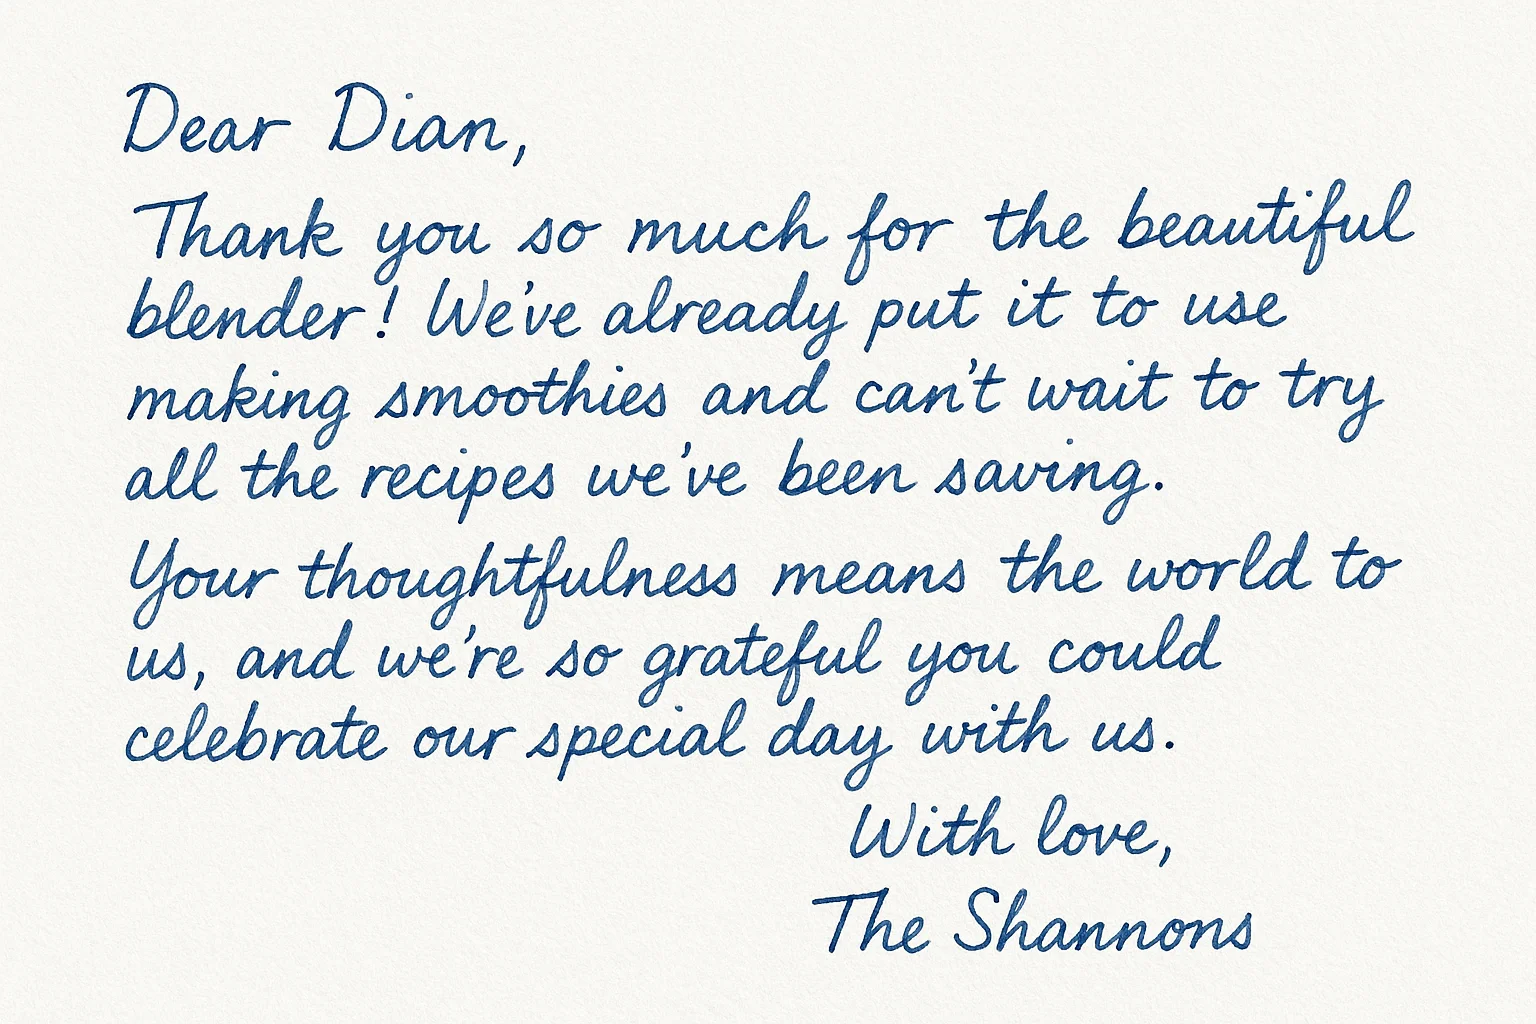 Dear Dian,
Thank you so much for the beautiful
blender! We've already put it to use
making smoothies and can't wait to try
all the recipes we've been saving.
Your thoughtfulness means the world to
us, and we're so grateful you could
celebrate our special day with us.
With love,
The Shannons